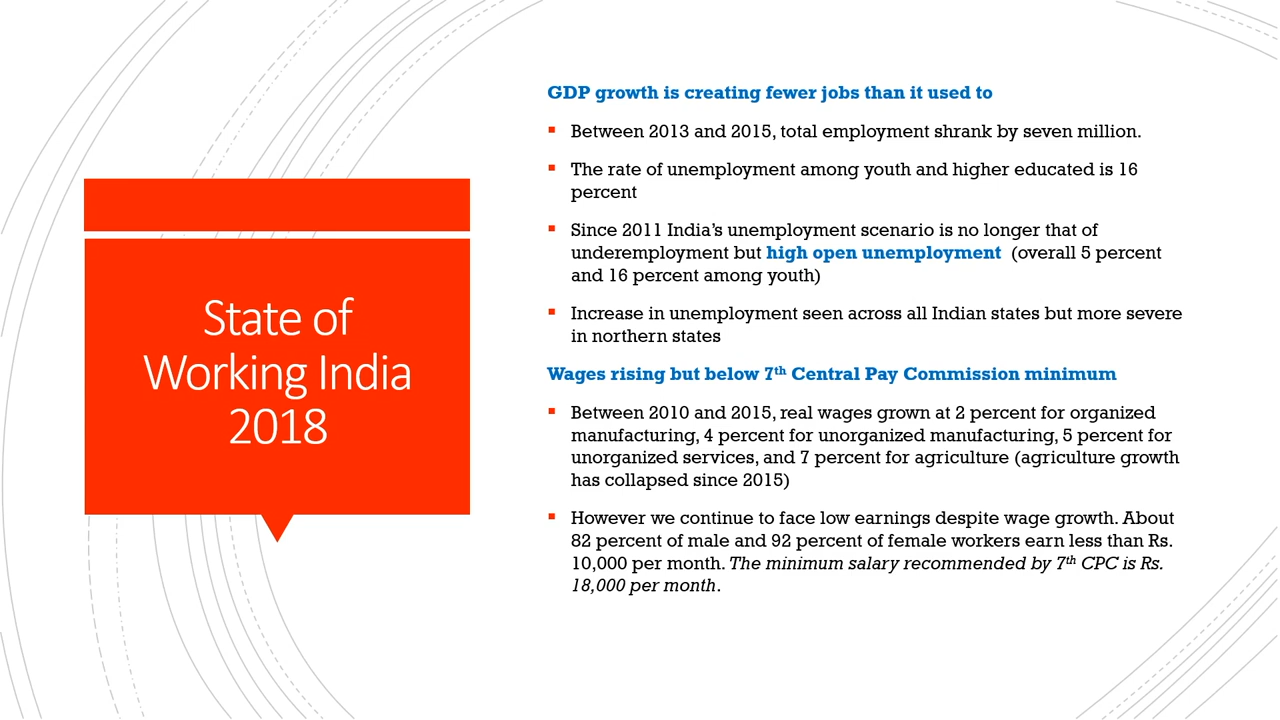 State of
Working India
2018
GDP growth is creating fewer jobs than it used to
▪ Between 2013 and 2015, total employment shrank by seven million.
▪ The rate of unemployment among youth and higher educated is 16
percent
▪ Since 2011 India’s unemployment scenario is no longer that of
underemployment but high open unemployment (overall 5 percent
and 16 percent among youth)
▪ Increase in unemployment seen across all Indian states but more severe
in northern states
Wages rising but below 7th Central Pay Commission minimum
▪ Between 2010 and 2015, real wages grown at 2 percent for organized
manufacturing, 4 percent for unorganized manufacturing, 5 percent for
unorganized services, and 7 percent for agriculture (agriculture growth
has collapsed since 2015)
▪ However we continue to face low earnings despite wage growth. About
82 percent of male and 92 percent of female workers earn less than Rs.
10,000 per month. The minimum salary recommended by 7th CPC is Rs.
18,000 per month.